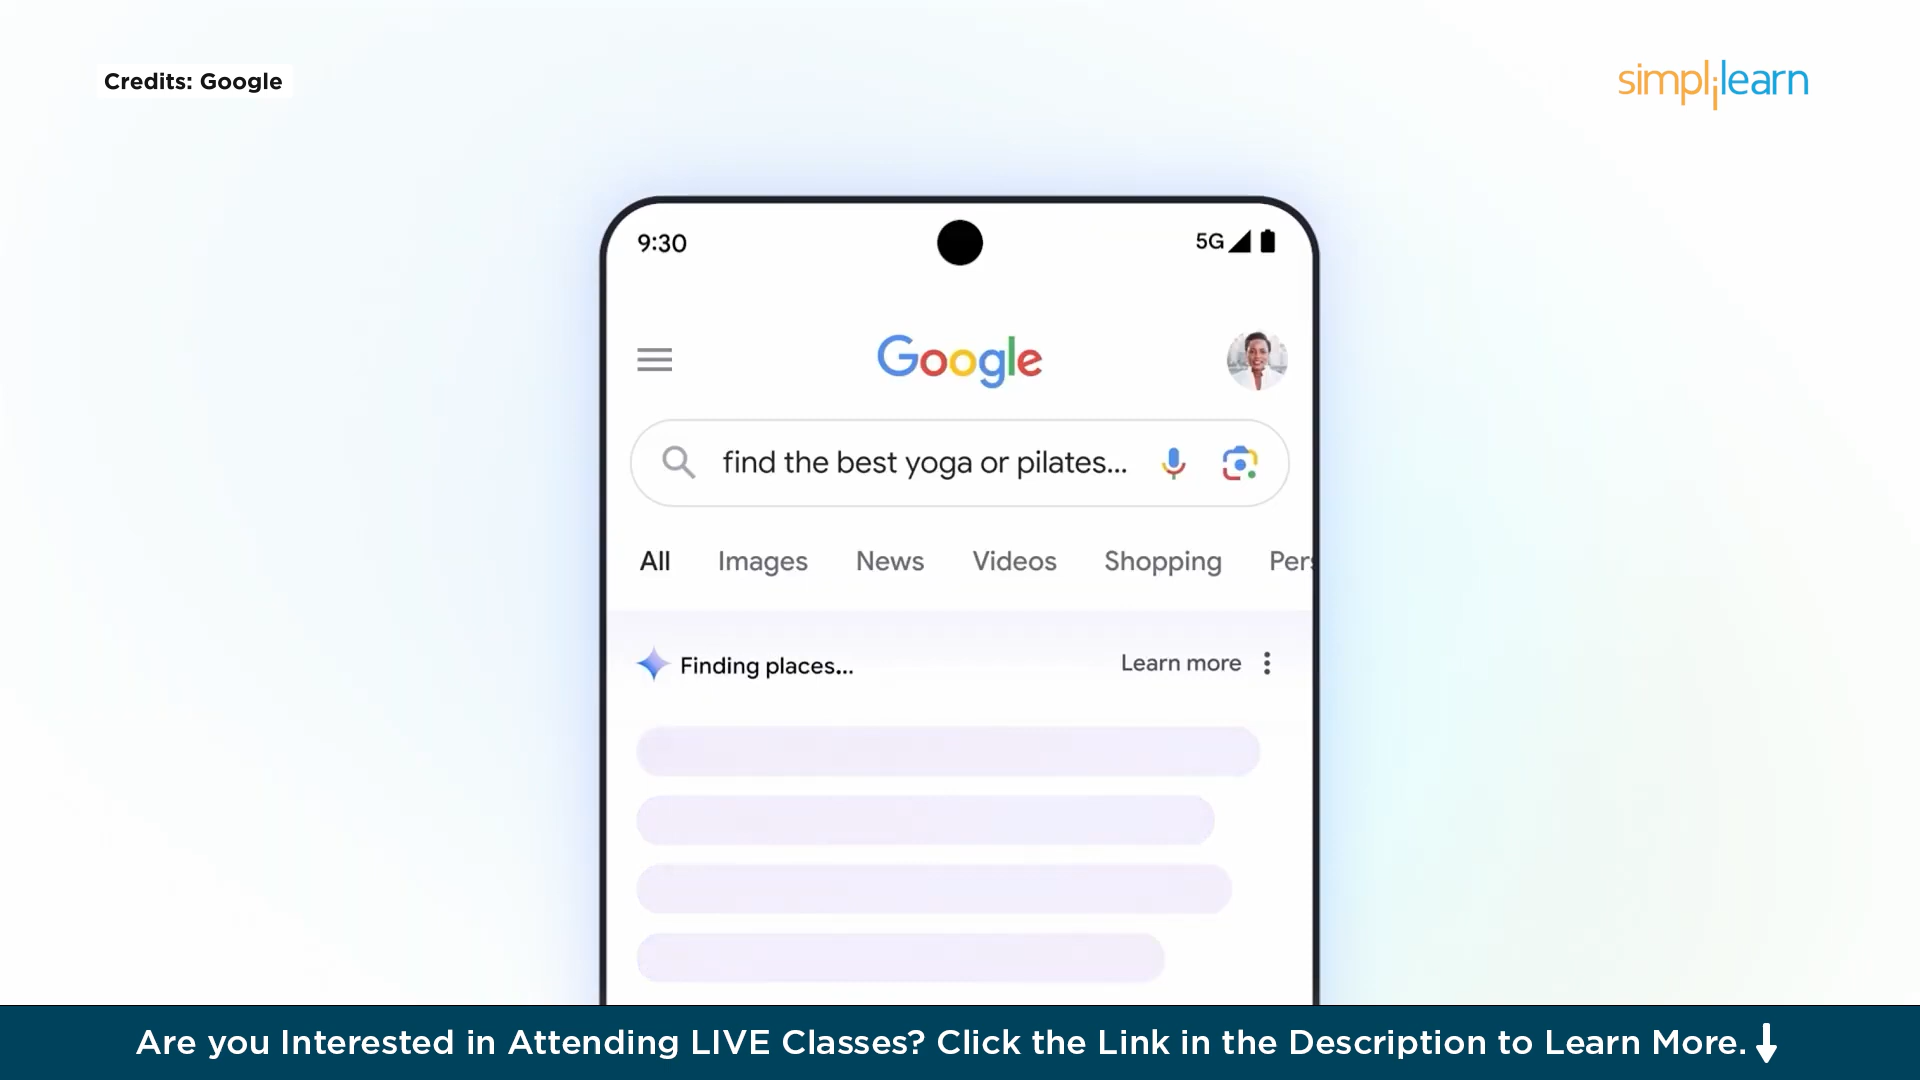 Credits: Google
simplilearn
9:30
5G
Google
find the best yoga or pilates...
All Images News Videos Shopping Pers
Finding places...
Learn more
Are you Interested in Attending LIVE Classes? Click the Link in the Description to Learn More.